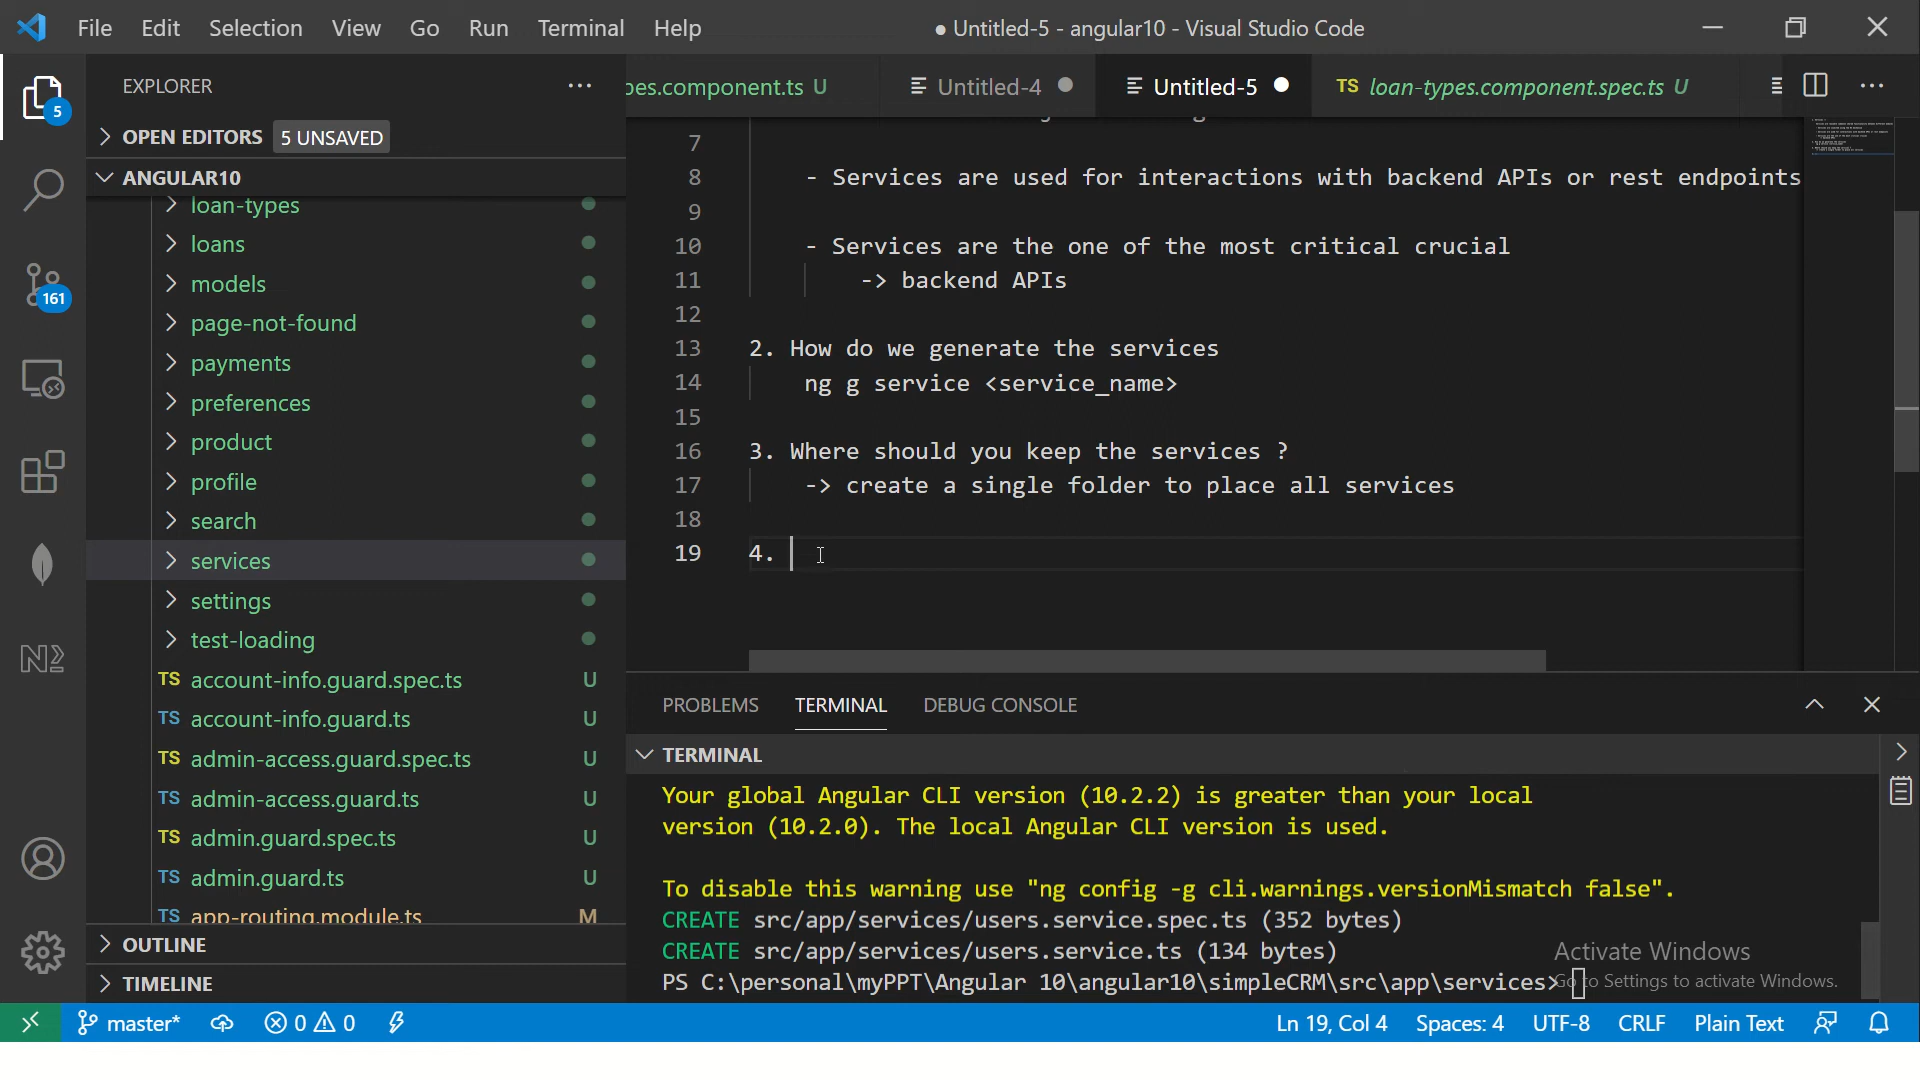 File Edit Selection View Go Run Terminal Help
● Untitled-5 - angular10 - Visual Studio Code
EXPLORER
pes.component.ts U
Untitled-4
Untitled-5
TS loan-types.component.spec.ts U
5
OPEN EDITORS 5 UNSAVED
ANGULAR10
loan-types
loans
models
page-not-found
payments
preferences
product
profile
search
services
settings
test-loading
TS account-info.guard.spec.ts U
TS account-info.guard.ts U
TS admin-access.guard.spec.ts U
TS admin-access.guard.ts U
TS admin.guard.spec.ts U
TS admin.guard.ts U
TS app-routing.module.ts M
OUTLINE
TIMELINE
161
7
8 - Services are used for interactions with backend APIs or rest endpoints
9
10 - Services are the one of the most critical crucial
11 -> backend APIs
12
13 2. How do we generate the services
14 ng g service <service_name>
15
16 3. Where should you keep the services ?
17 -> create a single folder to place all services
18
19 4.
PROBLEMS TERMINAL DEBUG CONSOLE
TERMINAL
Your global Angular CLI version (10.2.2) is greater than your local
version (10.2.0). The local Angular CLI version is used.
To disable this warning use "ng config -g cli.warnings.versionMismatch false".
CREATE src/app/services/users.service.spec.ts (352 bytes)
CREATE src/app/services/users.service.ts (134 bytes)
PS C:\personal\myPPT\Angular 10\angular10\simpleCRM\src\app\services>
Activate Windows
Go to Settings to activate Windows.
master* 0 0
Ln 19, Col 4 Spaces: 4 UTF-8 CRLF Plain Text